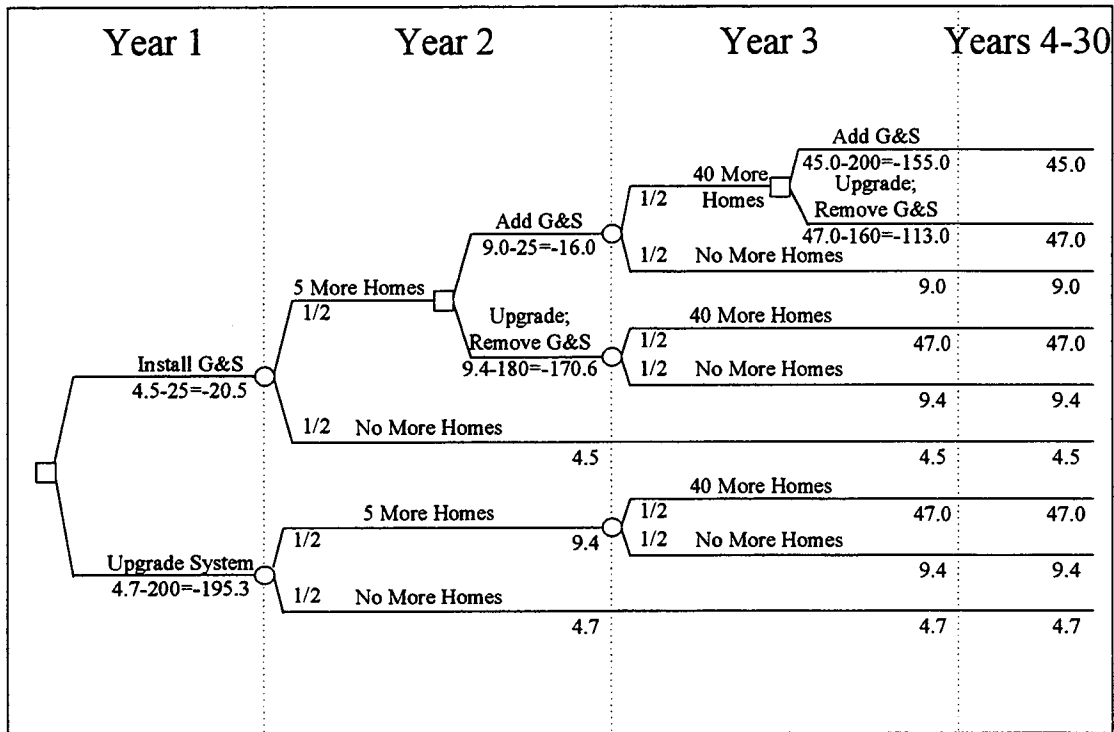 Year 1
Year 2
Year 3
Years 4-30
Add G&S
45.0-200=-155.0
45.0
40 More
Homes
1/2
Upgrade;
Remove G&S
47.0-160=-113.0
47.0
Add G&S
9.0-25=-16.0
1/2
No More Homes
9.0
9.0
5 More Homes
1/2
Upgrade;
Remove G&S
9.4-180=-170.6
40 More Homes
1/2
47.0
47.0
1/2
No More Homes
9.4
9.4
Install G&S
4.5-25=-20.5
1/2
No More Homes
4.5
4.5
4.5
40 More Homes
1/2
47.0
47.0
5 More Homes
1/2
9.4
1/2
No More Homes
9.4
9.4
Upgrade System
4.7-200=-195.3
1/2
No More Homes
4.7
4.7
4.7